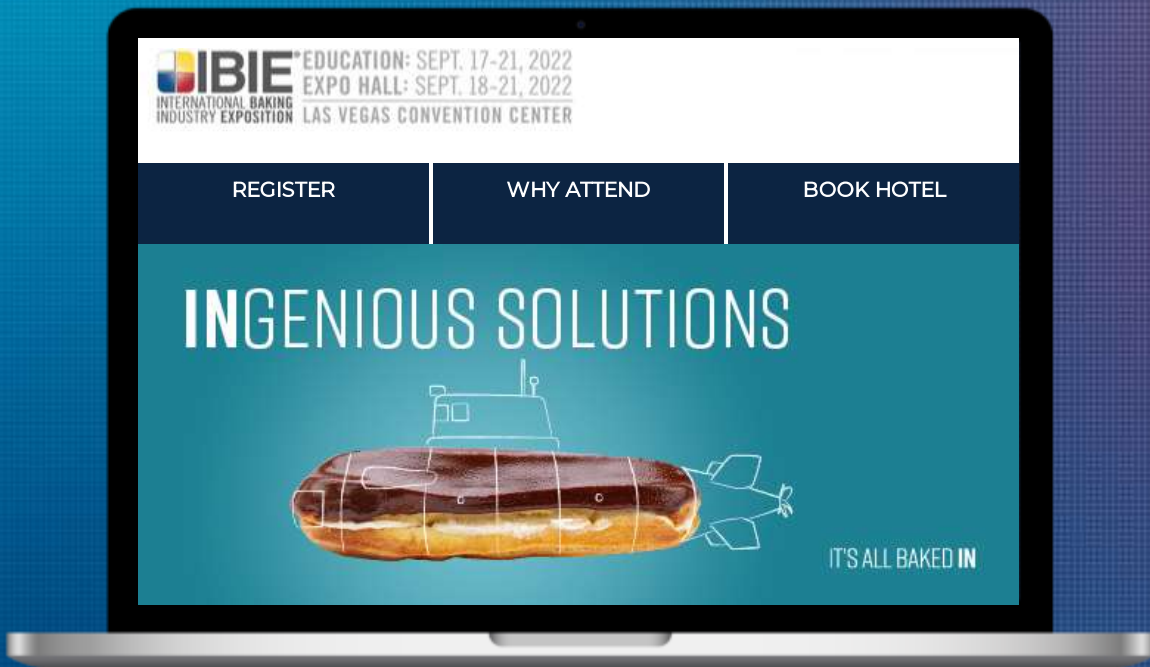 IBIE®
INTERNATIONAL BAKING
INDUSTRY EXPOSITION
EDUCATION: SEPT. 17-21, 2022
EXPO HALL: SEPT. 18-21, 2022
LAS VEGAS CONVENTION CENTER
REGISTER
WHY ATTEND
BOOK HOTEL
INGENIOUS SOLUTIONS
IT'S ALL BAKED IN